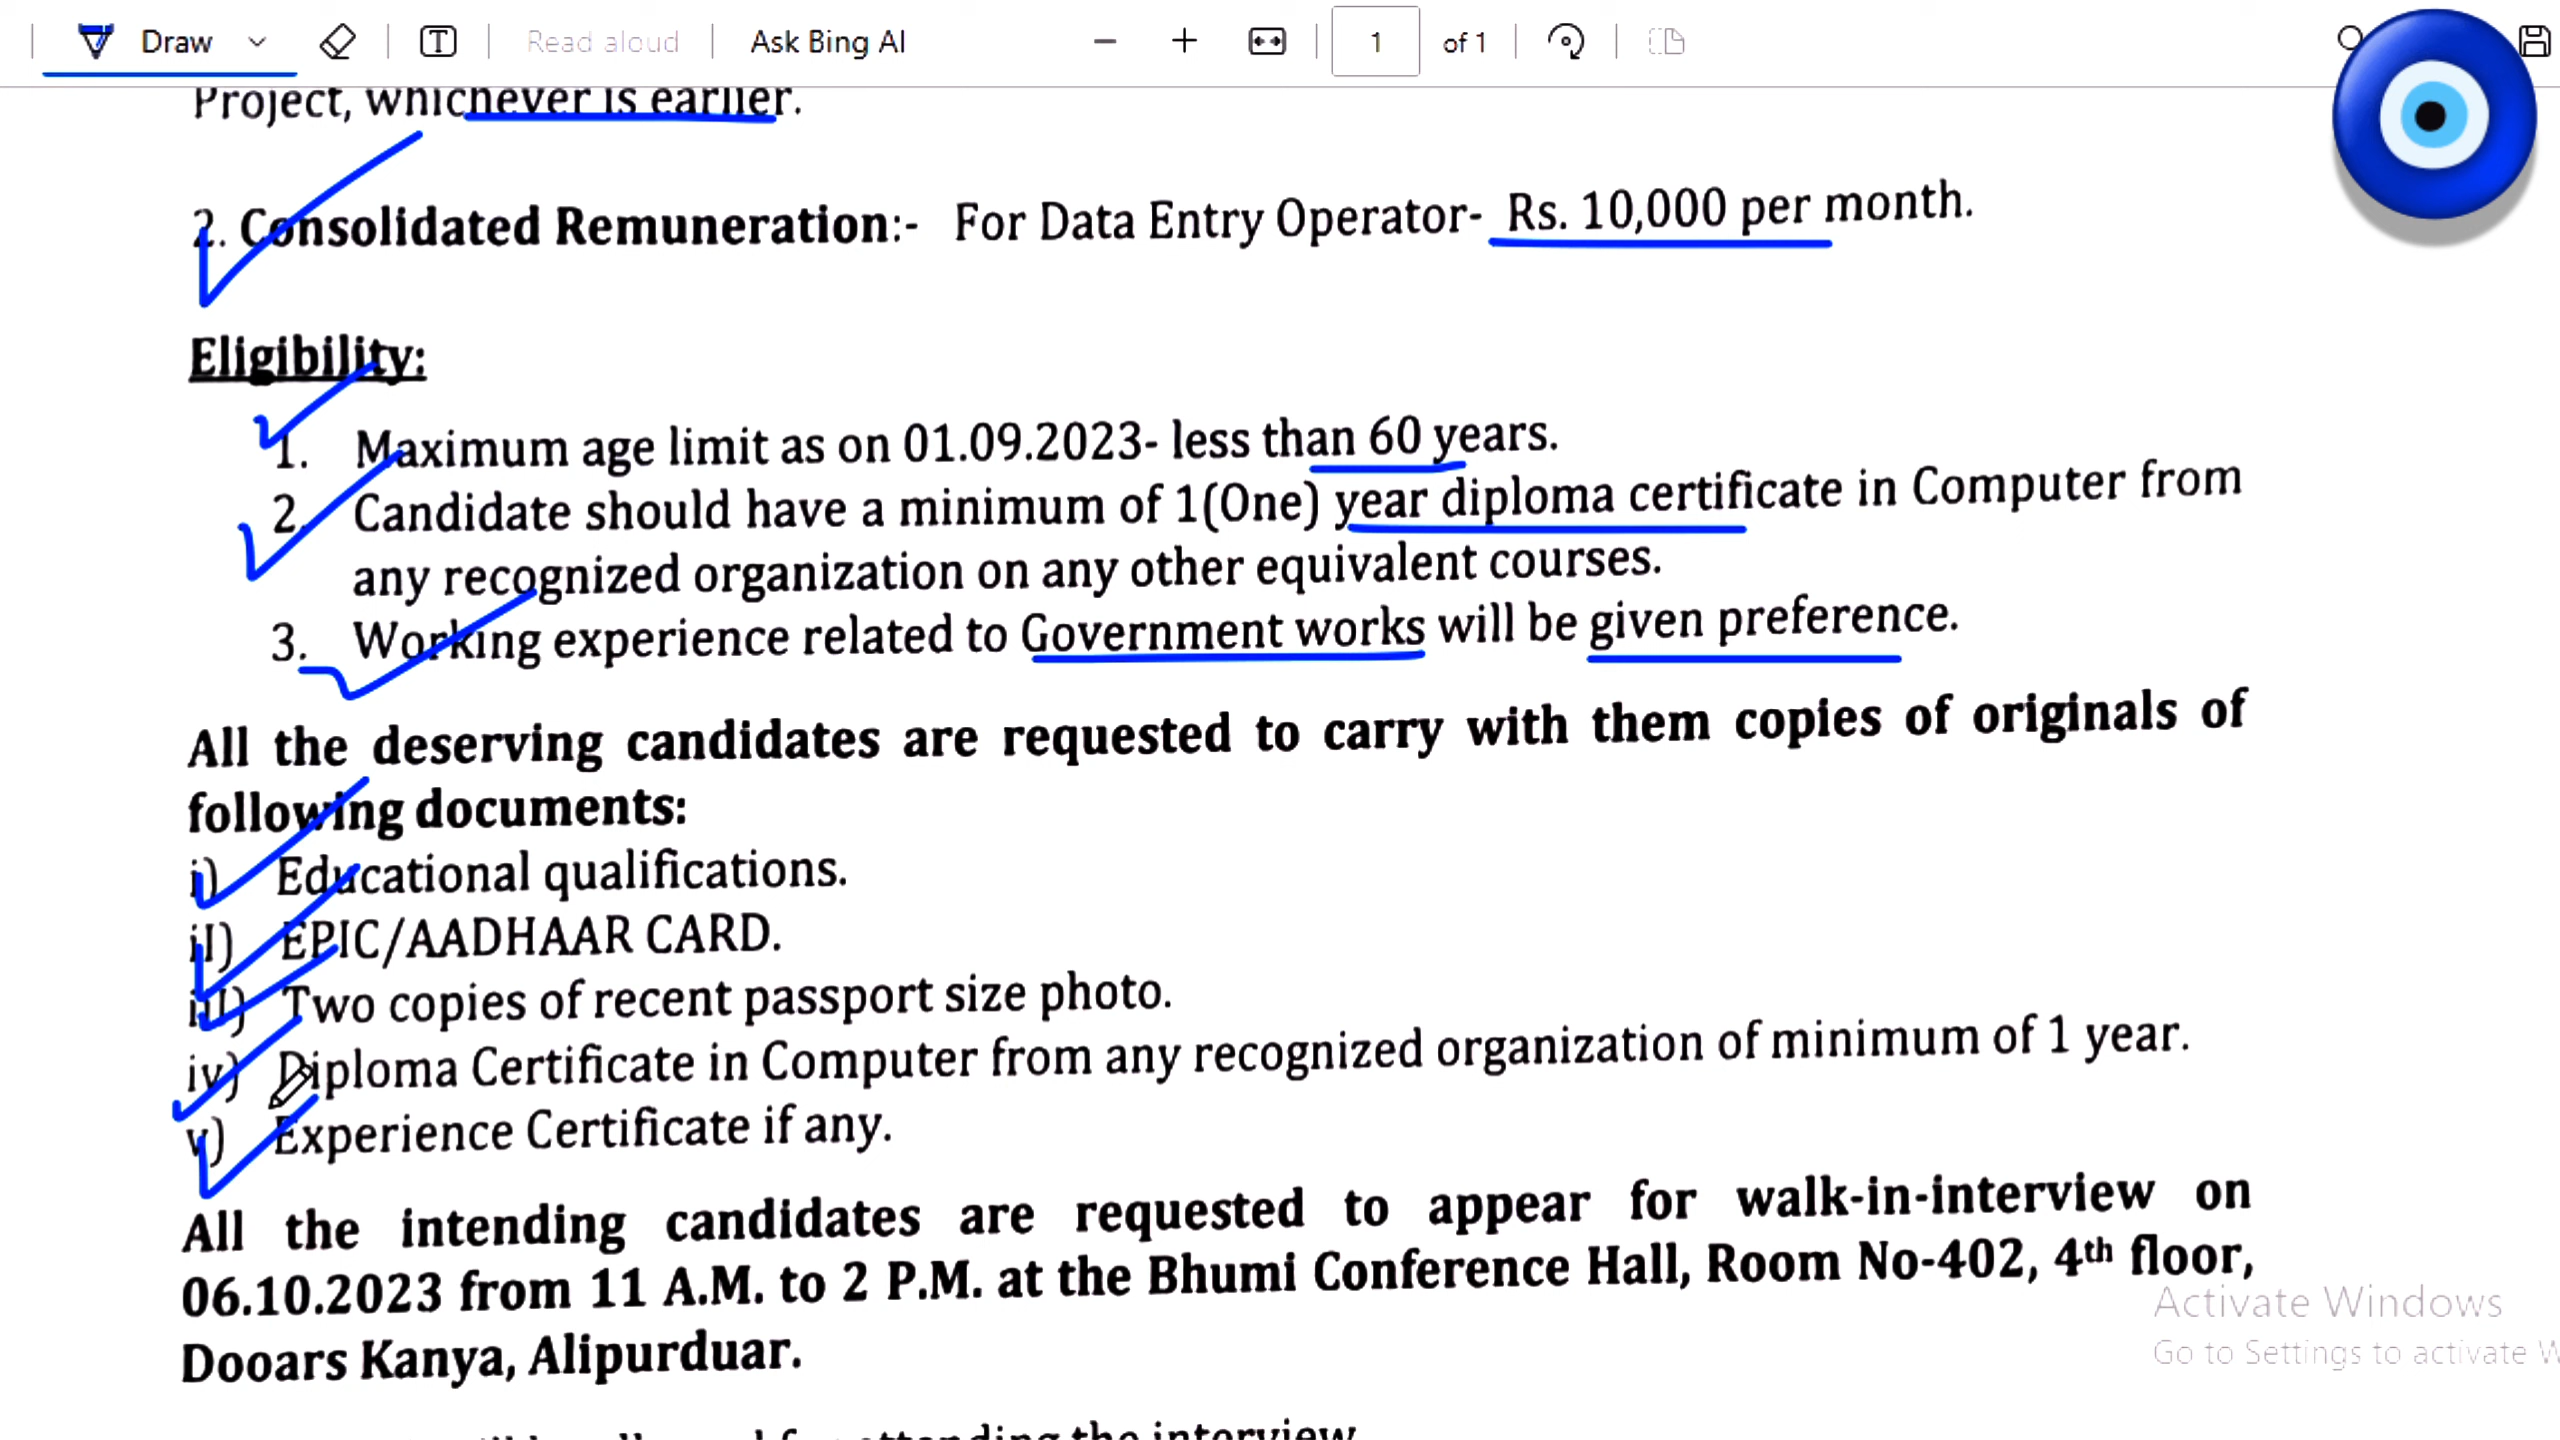 Draw
Read aloud
Ask Bing AI
1 of 1
Project, whichever is earlier.
2. Consolidated Remuneration:- For Data Entry Operator- Rs. 10,000 per month.
Eligibility:
1. Maximum age limit as on 01.09.2023- less than 60 years.
2. Candidate should have a minimum of 1(One) year diploma certificate in Computer from
any recognized organization on any other equivalent courses.
3. Working experience related to Government works will be given preference.
All the deserving candidates are requested to carry with them copies of originals of
following documents:
i) Educational qualifications.
iI) EPIC/AADHAAR CARD.
iiI) Two copies of recent passport size photo.
iv) Diploma Certificate in Computer from any recognized organization of minimum of 1 year.
v) Experience Certificate if any.
All the intending candidates are requested to appear for walk-in-interview on
06.10.2023 from 11 A.M. to 2 P.M. at the Bhumi Conference Hall, Room No-402, 4th floor,
Dooars Kanya, Alipurduar.
attending the interview
Activate Windows
Go to Settings to activate W